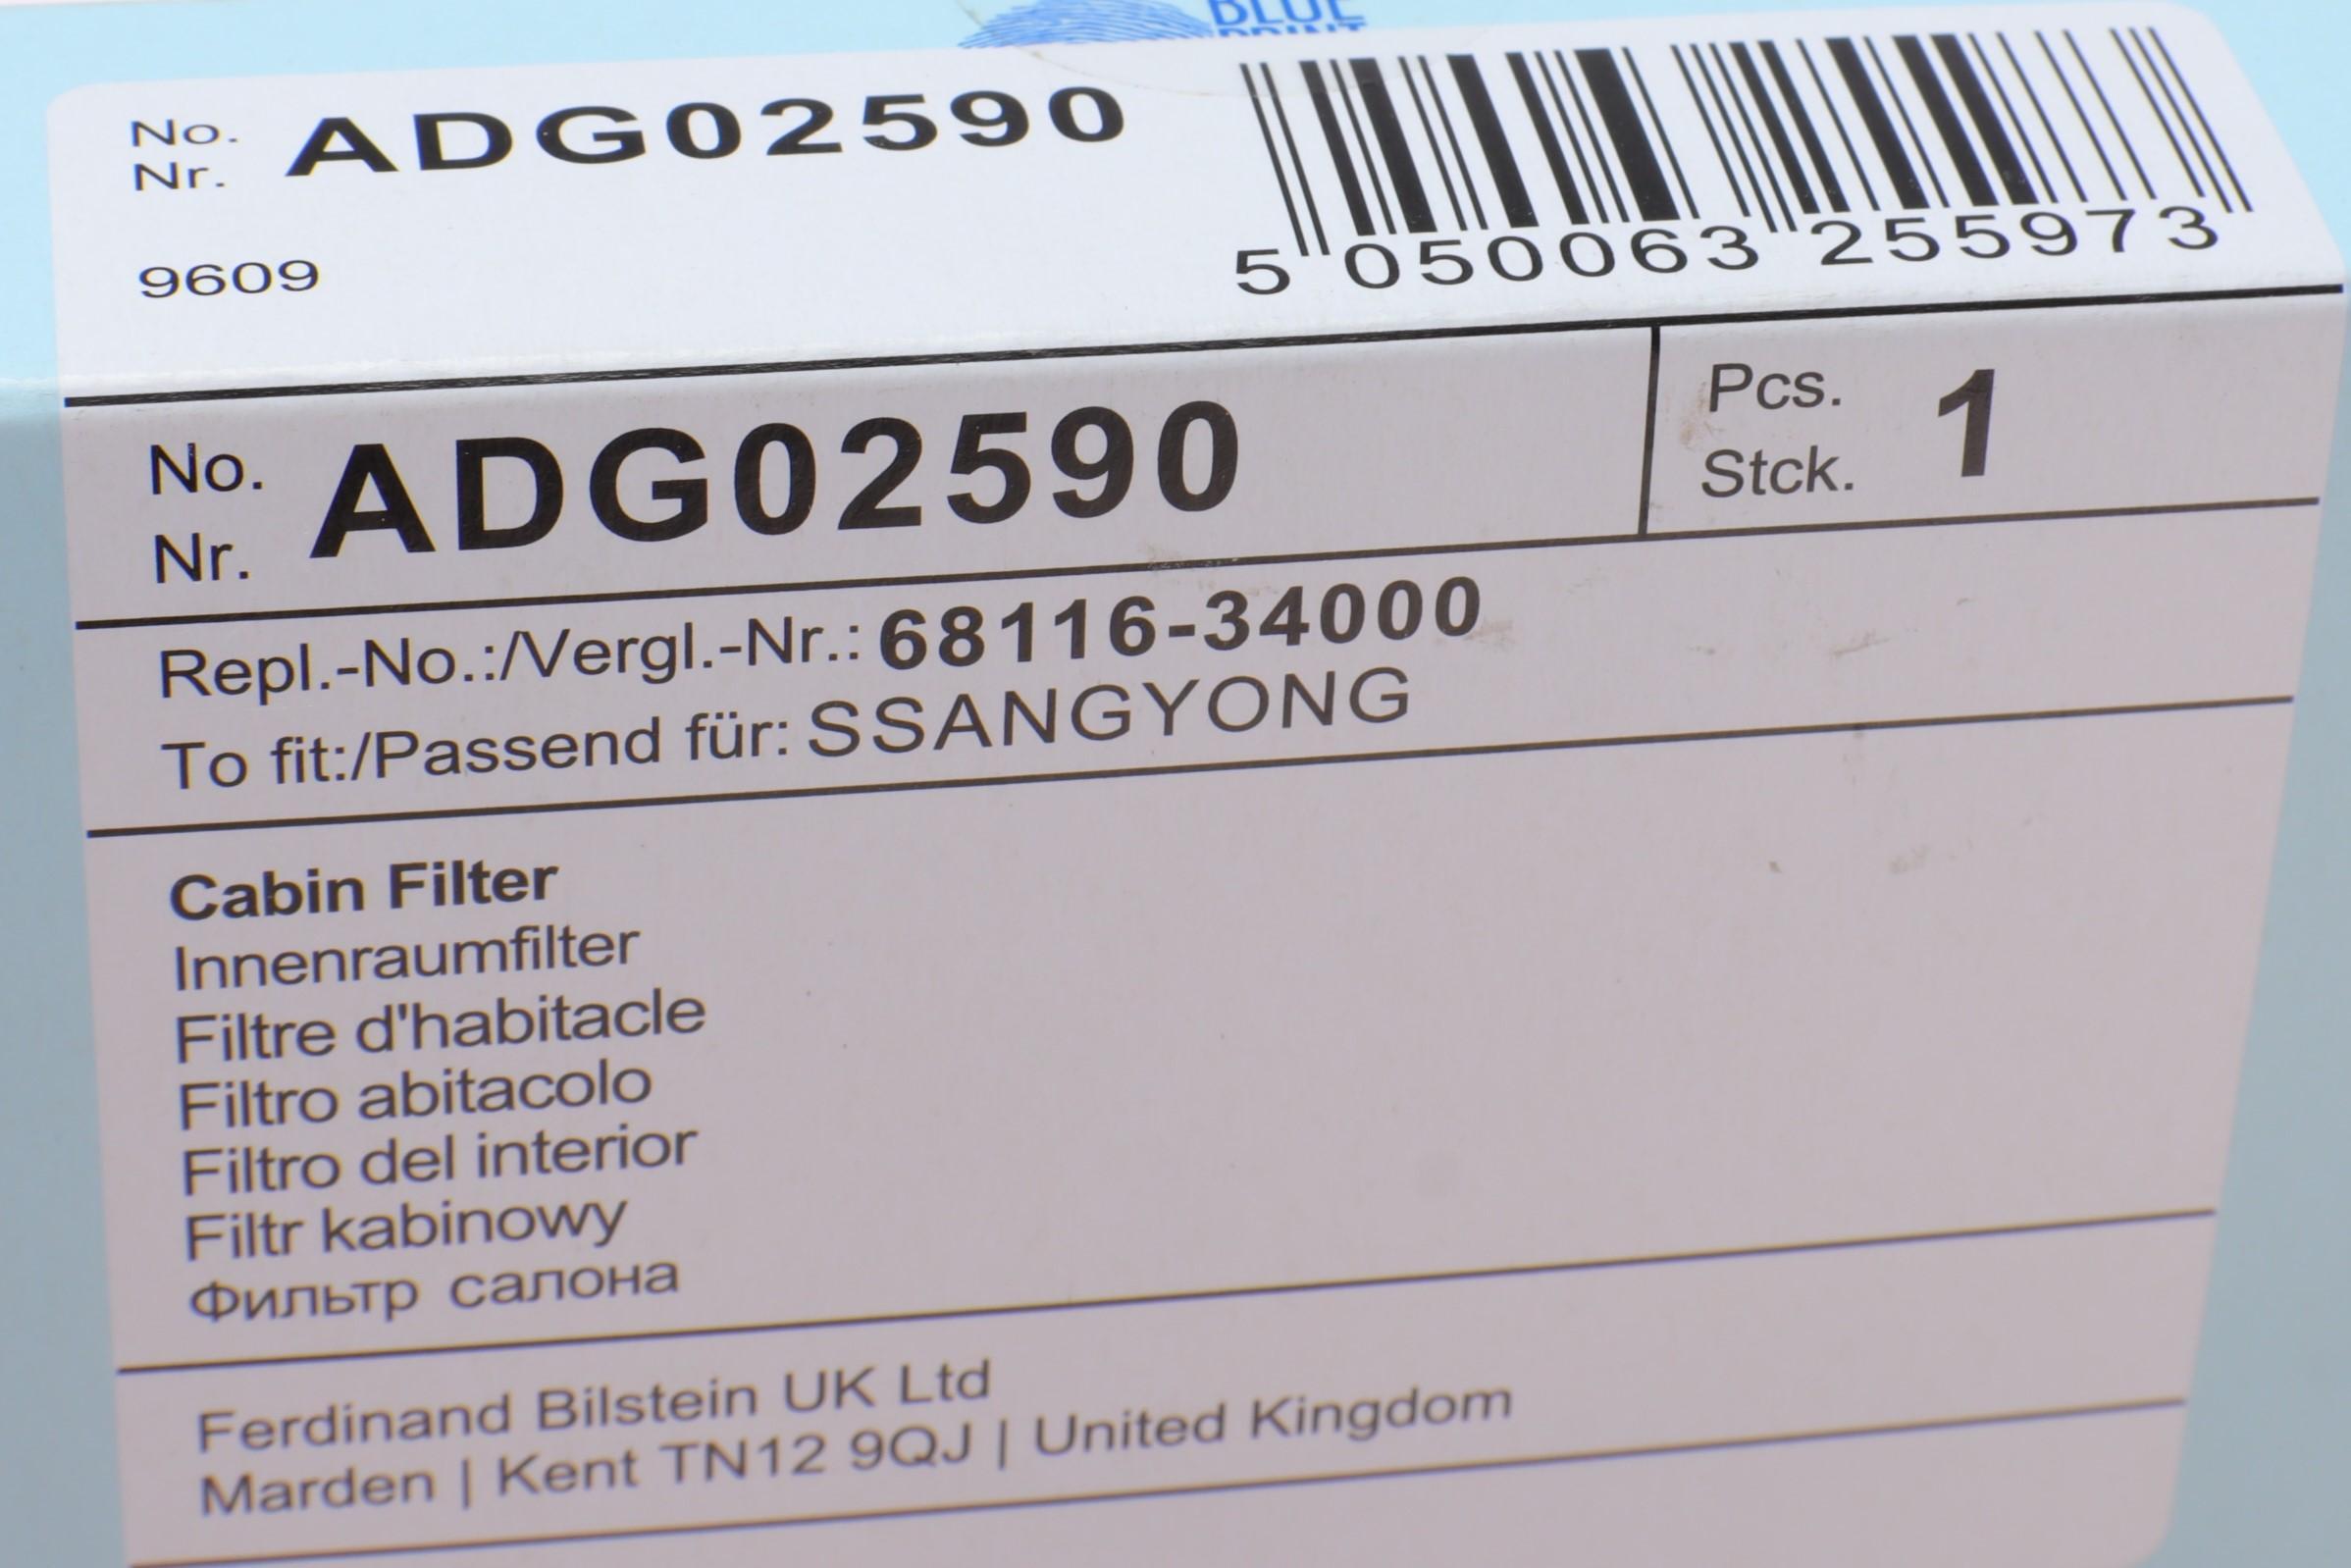 BLUE
PRINT
No.
Nr.
ADG02590
9609
5 050063 255973
No.
Nr.
ADG02590
Pcs.
Stck.
1
Repl.-No.:/Vergl.-Nr.: 68116-34000
To fit:/Passend für: SSANGYONG
Cabin Filter
Innenraumfilter
Filtre d'habitacle
Filtro abitacolo
Filtro del interior
Filtr kabinowy
Фильтр салона
Ferdinand Bilstein UK Ltd
Marden | Kent TN12 9QJ | United Kingdom